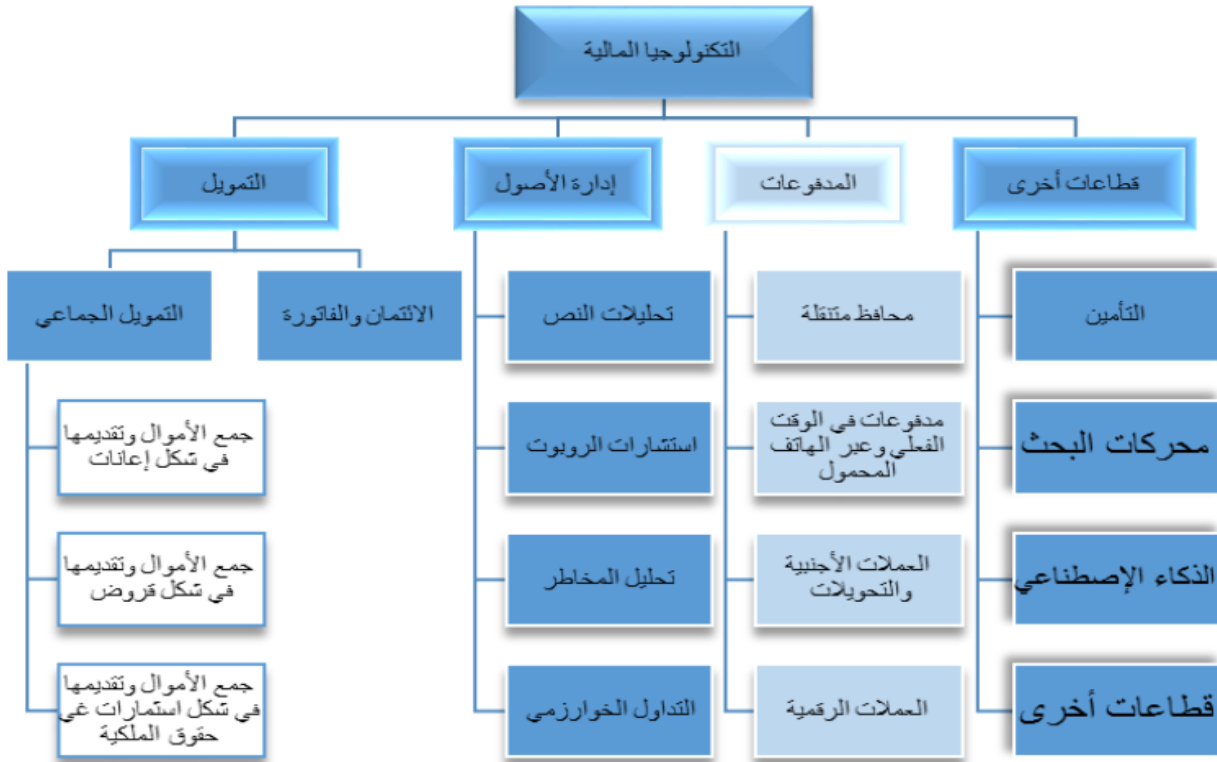 التكنولوجيا المالية
قطاعات أخرى
المدفوعات
إدارة الأصول
التمويل
التأمين
محركات البحث
الذكاء الإصطناعي
قطاعات أخرى
محافظ متنقلة
مدفوعات في الوقت
الفعلي وعبر الهاتف
المحمول
العملات الأجنبية
والتحويلات
العملات الرقمية
تحليلات النص
استشارات الروبوت
تحليل المخاطر
التداول الخوارزمي
الائتمان والفاتورة
التمويل الجماعي
جمع الأموال وتقديمها
في شكل إعانات
جمع الأموال وتقديمها
في شكل قروض
جمع الأموال وتقديمها
في شكل استمارات غي
حقوق الملكية